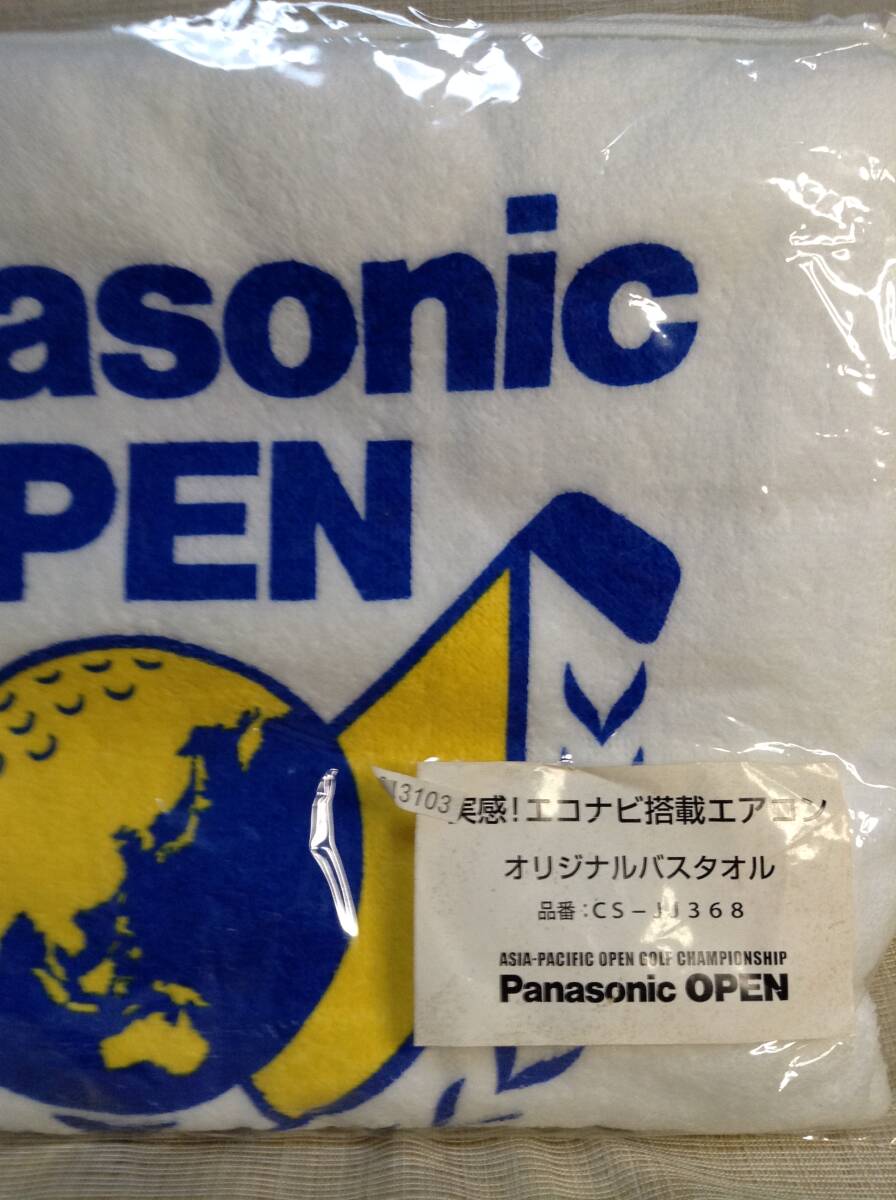 asonic
PEN
13103
実感!エコナビ搭載エアコン
オリジナルバスタオル
品番:CS-JJ368
ASIA-PACIFIC OPEN GOLF CHAMPIONSHIP
Panasonic OPEN